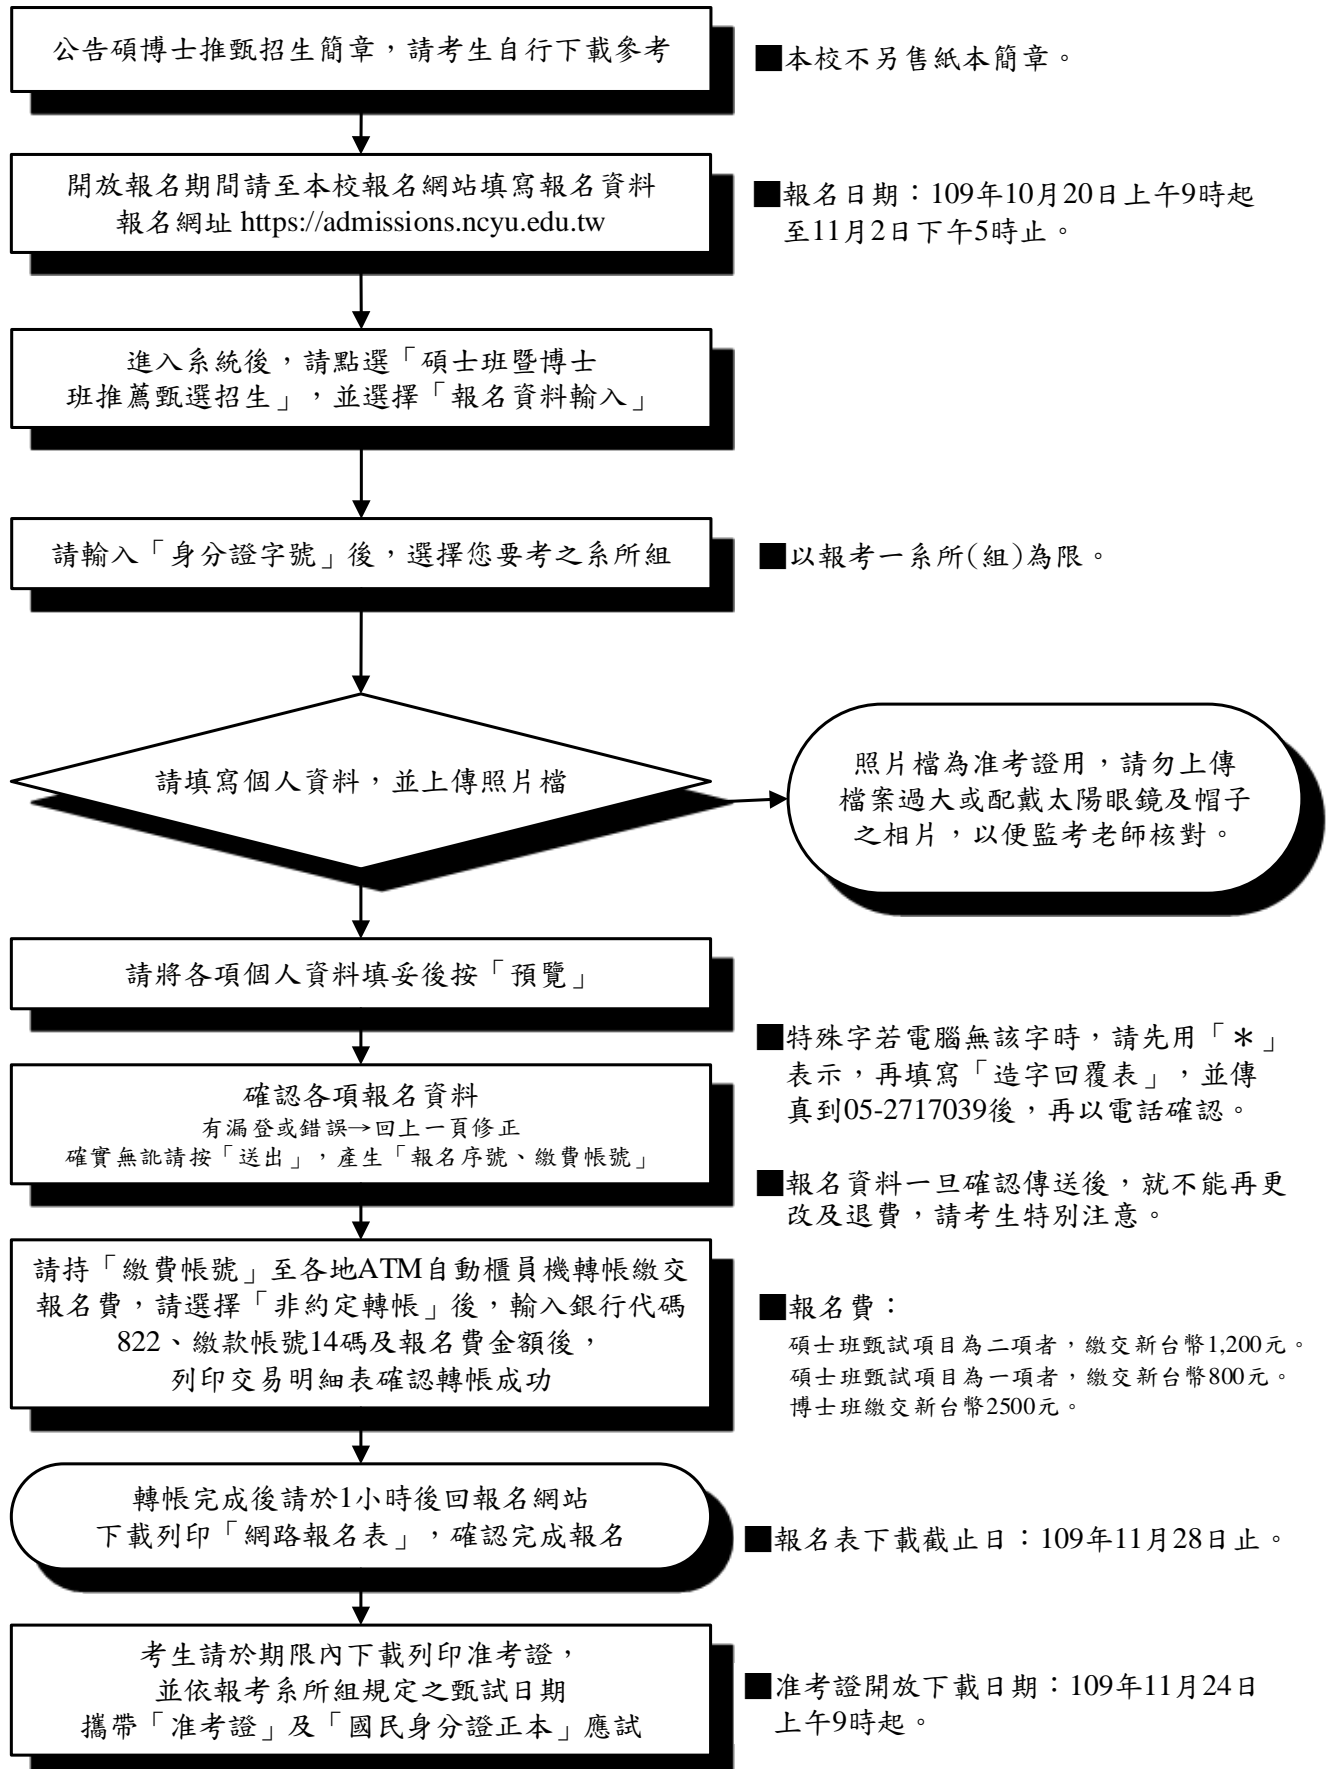 公告碩博士推甄招生簡章，請考生自行下載參考
■本校不另售紙本簡章。
開放報名期間請至本校報名網站填寫報名資料
報名網址 https://admissions.ncyu.edu.tw
■報名日期：109年10月20日上午9時起
至11月2日下午5時止。
進入系統後，請點選「碩士班暨博士
班推薦甄選招生」，並選擇「報名資料輸入」
請輸入「身分證字號」後，選擇您要考之系所組
■以報考一系所(組)為限。
請填寫個人資料，並上傳照片檔
照片檔為准考證用，請勿上傳
檔案過大或配戴太陽眼鏡及帽子
之相片，以便監考老師核對。
請將各項個人資料填妥後按「預覽」
■特殊字若電腦無該字時，請先用「＊」
表示，再填寫「造字回覆表」，並傳
真到05-2717039後，再以電話確認。
確認各項報名資料
有漏登或錯誤→回上一頁修正
確實無訛請按「送出」，產生「報名序號、繳費帳號」
■報名資料一旦確認傳送後，就不能再更
改及退費，請考生特別注意。
請持「繳費帳號」至各地ATM自動櫃員機轉帳繳交
報名費，請選擇「非約定轉帳」後，輸入銀行代碼
822、繳款帳號14碼及報名費金額後，
列印交易明細表確認轉帳成功
■報名費：
碩士班甄試項目為二項者，繳交新台幣1,200元。
碩士班甄試項目為一項者，繳交新台幣800元。
博士班繳交新台幣2500元。
轉帳完成後請於1小時後回報名網站
下載列印「網路報名表」，確認完成報名
■報名表下載截止日：109年11月28日止。
考生請於期限內下載列印准考證，
並依報考系所組規定之甄試日期
攜帶「准考證」及「國民身分證正本」應試
■准考證開放下載日期：109年11月24日
上午9時起。